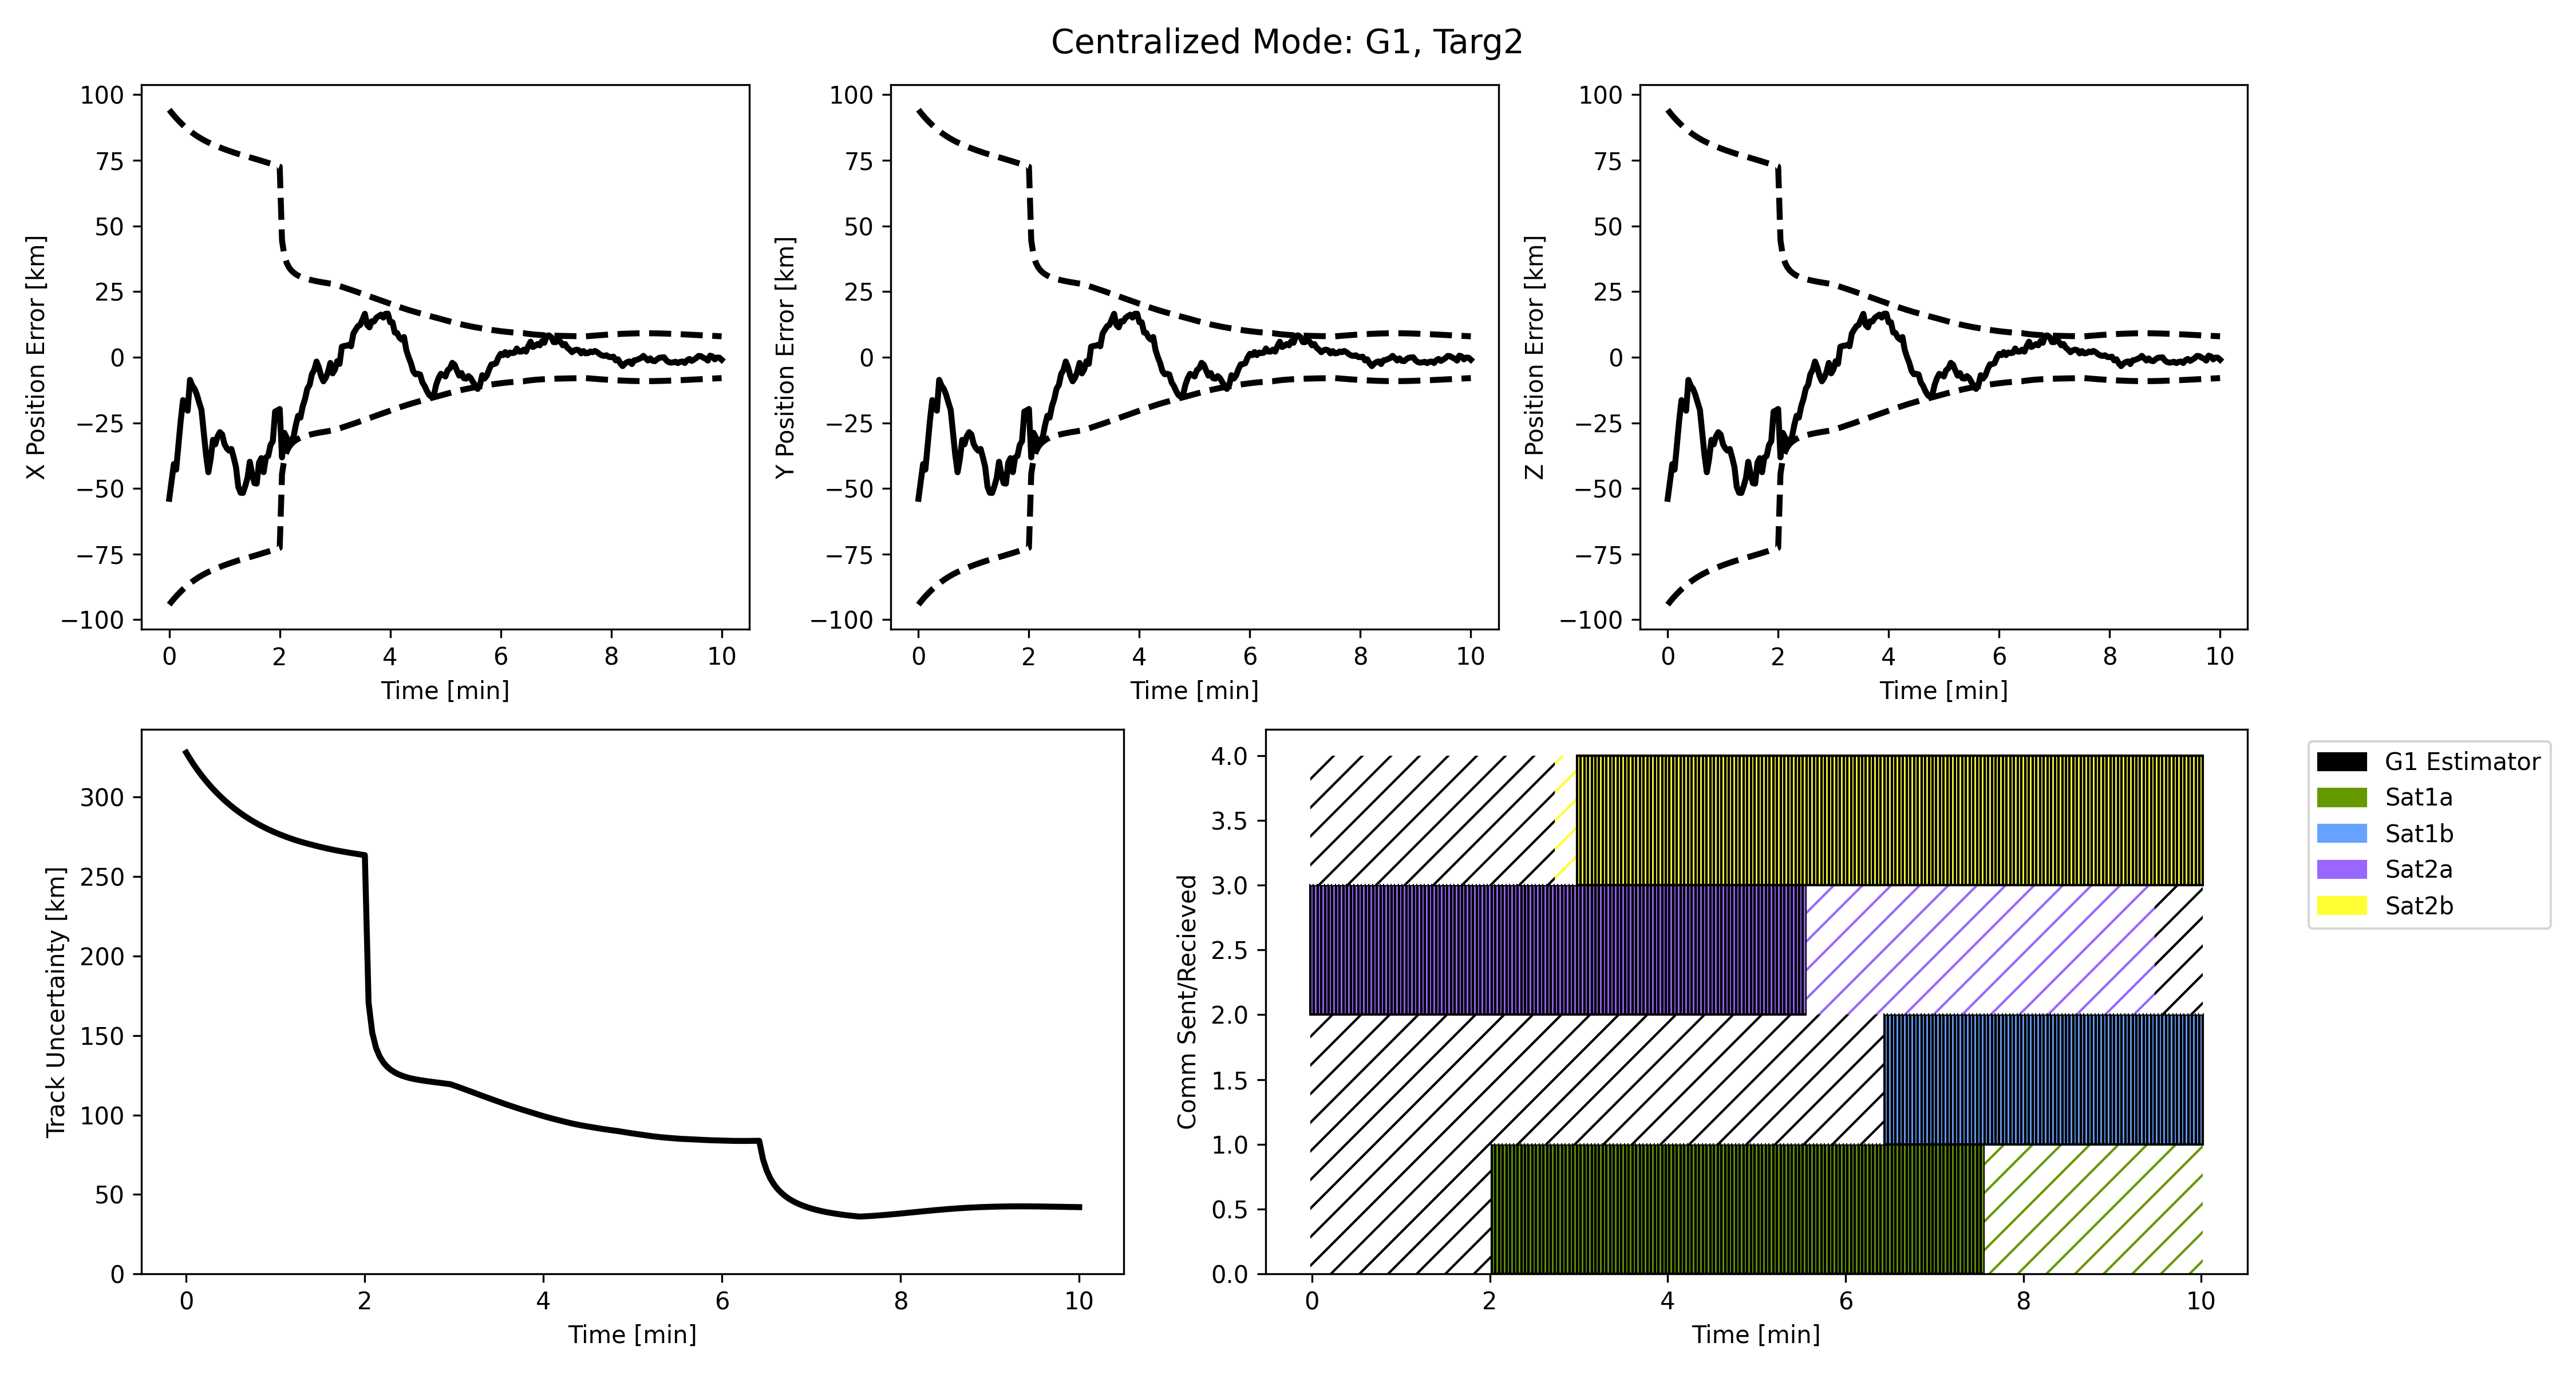 Centralized Mode: G1, Targ2
100
75
50
25
0
−25
−50
−75
−100
X Position Error [km]
0 2 4 6 8 10
Time [min]
100
75
50
25
0
−25
−50
−75
−100
Y Position Error [km]
0 2 4 6 8 10
Time [min]
100
75
50
25
0
−25
−50
−75
−100
Z Position Error [km]
0 2 4 6 8 10
Time [min]
300
250
200
150
100
50
0
Track Uncertainty [km]
0 2 4 6 8 10
Time [min]
4.0
3.5
3.0
2.5
2.0
1.5
1.0
0.5
0.0
Comm Sent/Recieved
0 2 4 6 8 10
Time [min]
G1 Estimator
Sat1a
Sat1b
Sat2a
Sat2b